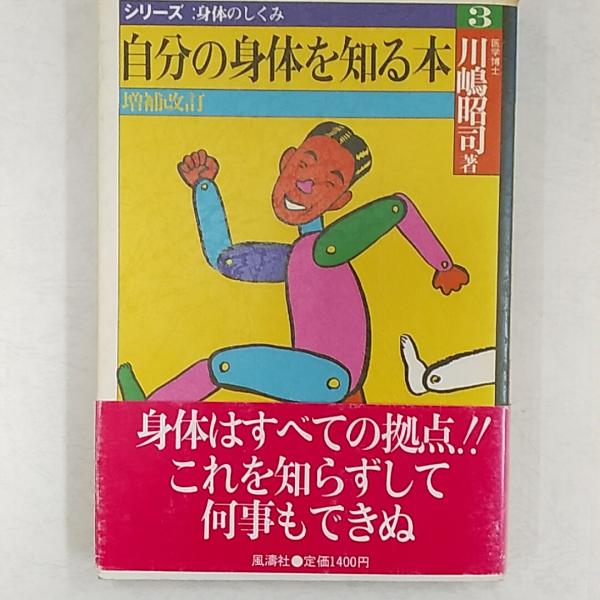 シリーズ:身体のしくみ
3
自分の身体を知る本
増補改訂
医学博士
川嶋昭司 著
身体はすべての拠点!!
これを知らずして
何事もできぬ
風濤社●定価1400円